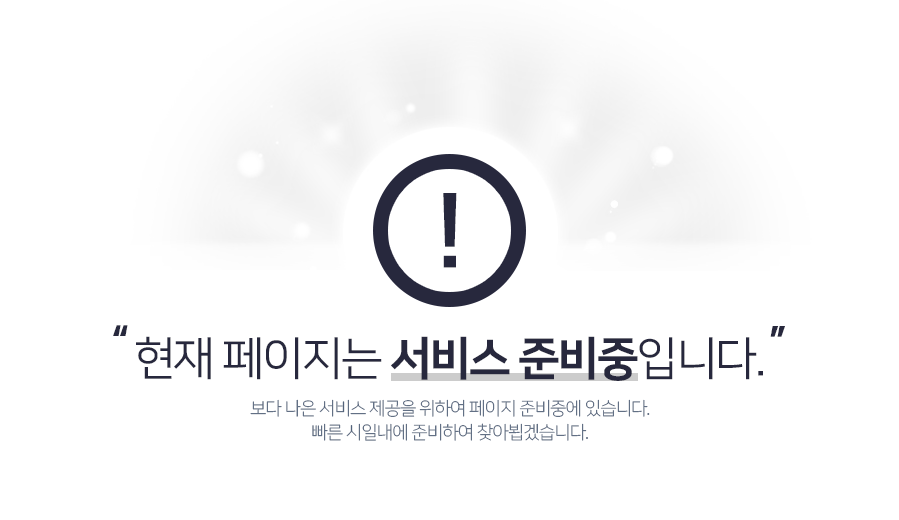 “현재 페이지는 서비스 준비중입니다.”
보다 나은 서비스 제공을 위하여 페이지 준비중에 있습니다.
빠른 시일내에 준비하여 찾아뵙겠습니다.